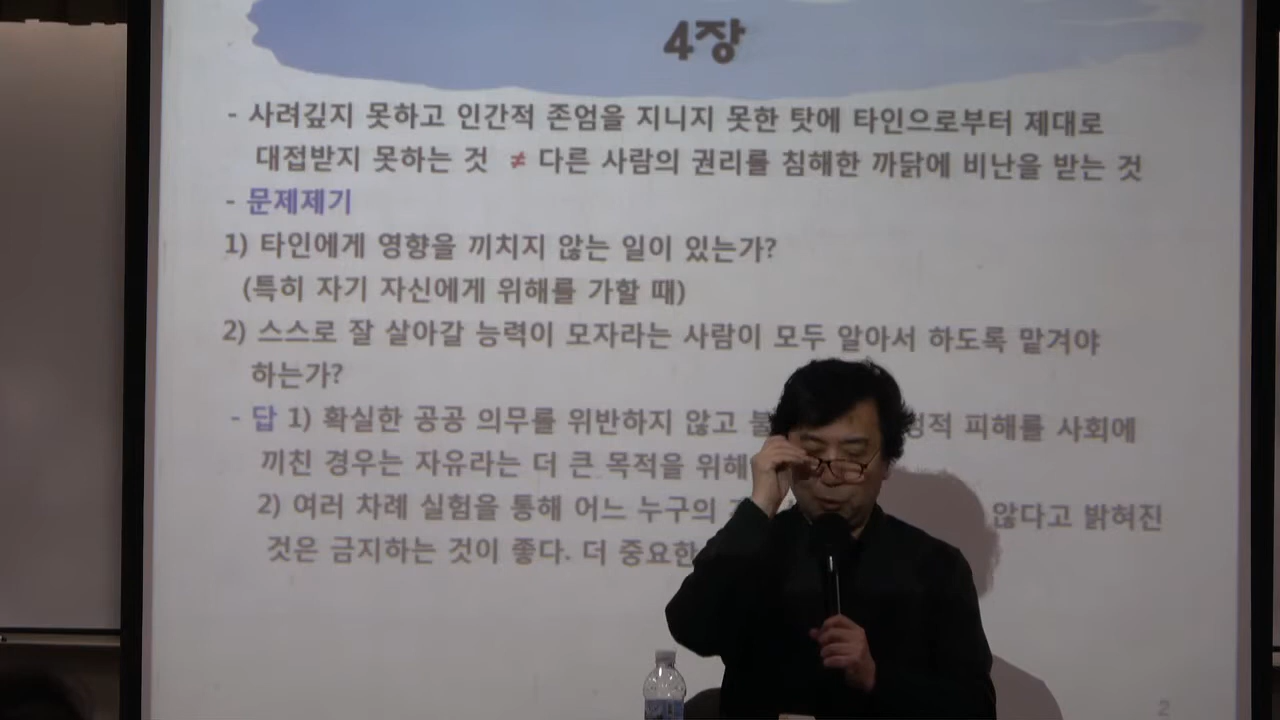 4장
- 사려깊지 못하고 인간적 존엄을 지니지 못한 탓에 타인으로부터 제대로
대접받지 못하는 것 ≠ 다른 사람의 권리를 침해한 까닭에 비난을 받는 것
- 문제제기
1) 타인에게 영향을 끼치지 않는 일이 있는가?
(특히 자기 자신에게 위해를 가할 때)
2) 스스로 잘 살아갈 능력이 모자라는 사람이 모두 알아서 하도록 맡겨야
하는가?
- 답 1) 확실한 공공 의무를 위반하지 않고 피해를 사회에
끼친 경우는 자유라는 더 큰 목적을 위해
2) 여러 차례 실험을 통해 어느 누구의 않다고 밝혀진
것은 금지하는 것이 좋다. 더 중요한
2